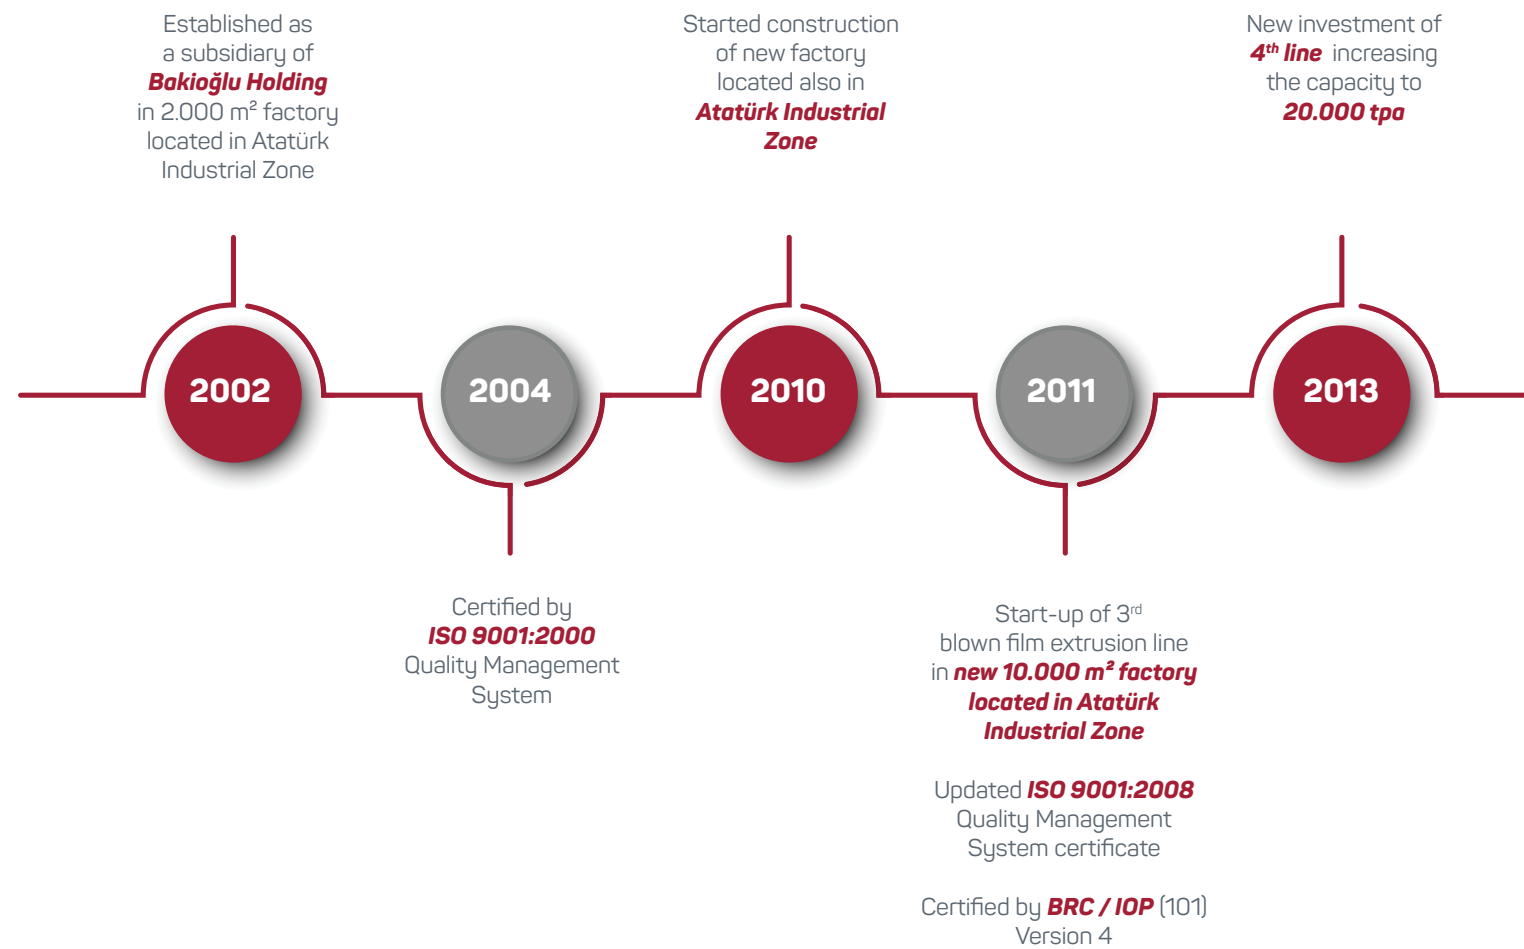 Established as
a subsidiary of
Bakioğlu Holding
in 2.000 m² factory
located in Atatürk
Industrial Zone
2002
2004
Certified by
ISO 9001:2000
Quality Management
System
Started construction
of new factory
located also in
Atatürk Industrial
Zone
2010
2011
Start-up of 3rd
blown film extrusion line
in new 10.000 m² factory
located in Atatürk
Industrial Zone
Updated ISO 9001:2008
Quality Management
System certificate
Certified by BRC / IOP (101)
Version 4
New investment of
4th line increasing
the capacity to
20.000 tpa
2013